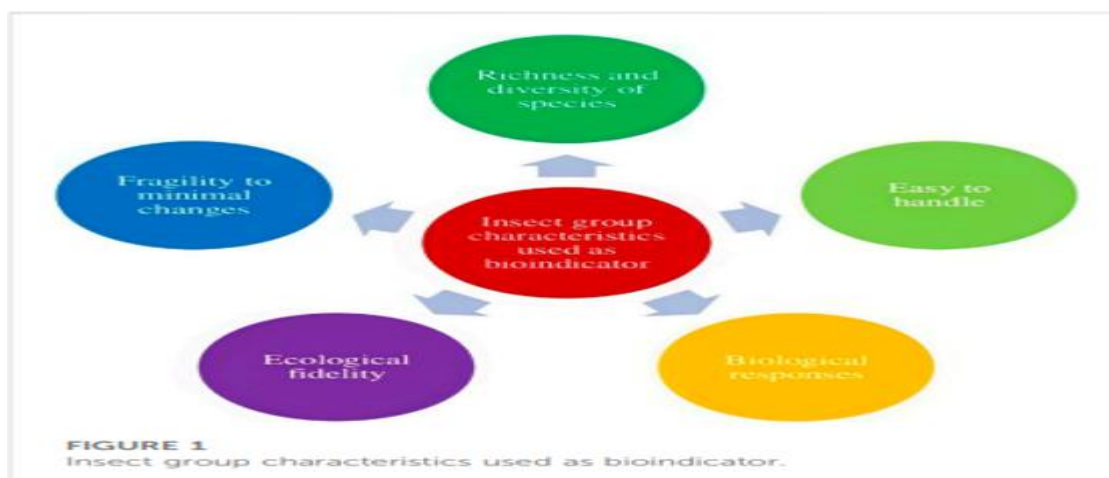 Richness and
diversity of
species
Fragility to
minimal
changes
Easy to
handle
Insect group
characteristics
used as
bioindicator
Ecological
fidelity
Biological
responses
FIGURE 1
Insect group characteristics used as bioindicator.